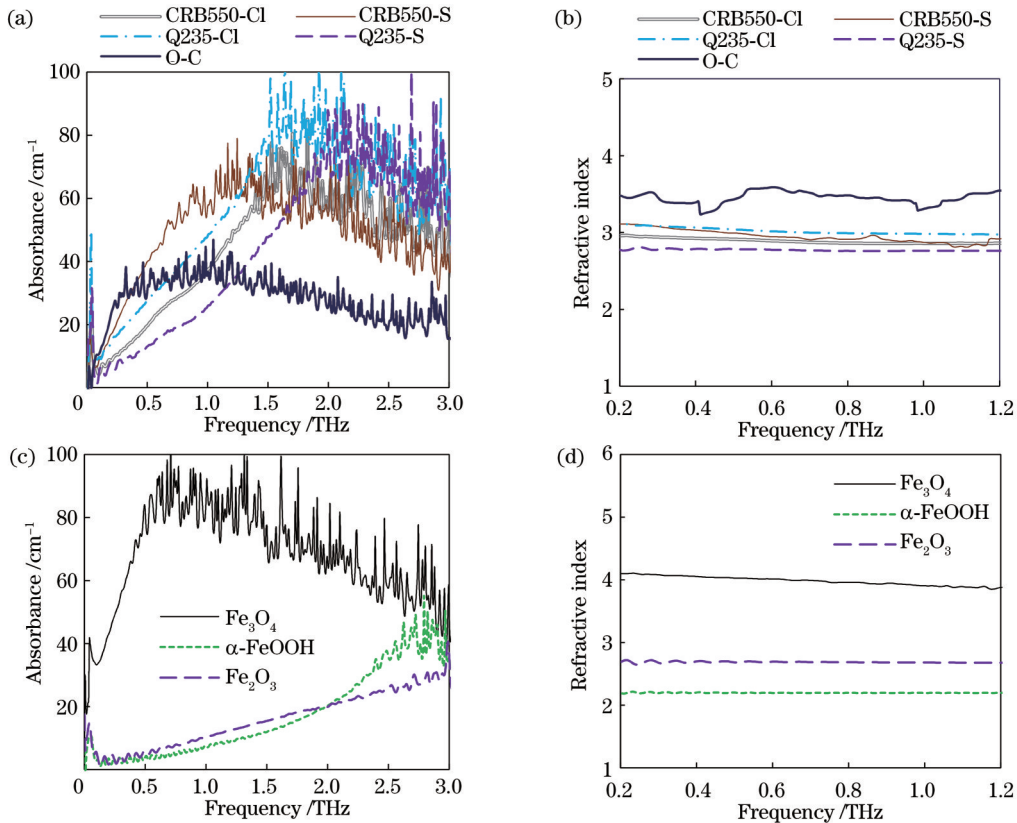 (a)
CRB550-Cl CRB550-S
Q235-Cl Q235-S
O-C
Absorbance /cm⁻¹
100
80
60
40
20
0 0.5 1.0 1.5 2.0 2.5 3.0
Frequency /THz
(b)
CRB550-Cl CRB550-S
Q235-Cl Q235-S
O-C
Refractive index
5
4
3
2
1
0.2 0.4 0.6 0.8 1.0 1.2
Frequency /THz
(c)
Absorbance /cm⁻¹
100
80
60
40
20
Fe₃O₄
α-FeOOH
Fe₂O₃
0 0.5 1.0 1.5 2.0 2.5 3.0
Frequency /THz
(d)
Refractive index
6
5
4
3
2
1
Fe₃O₄
α-FeOOH
Fe₂O₃
0.2 0.4 0.6 0.8 1.0 1.2
Frequency /THz